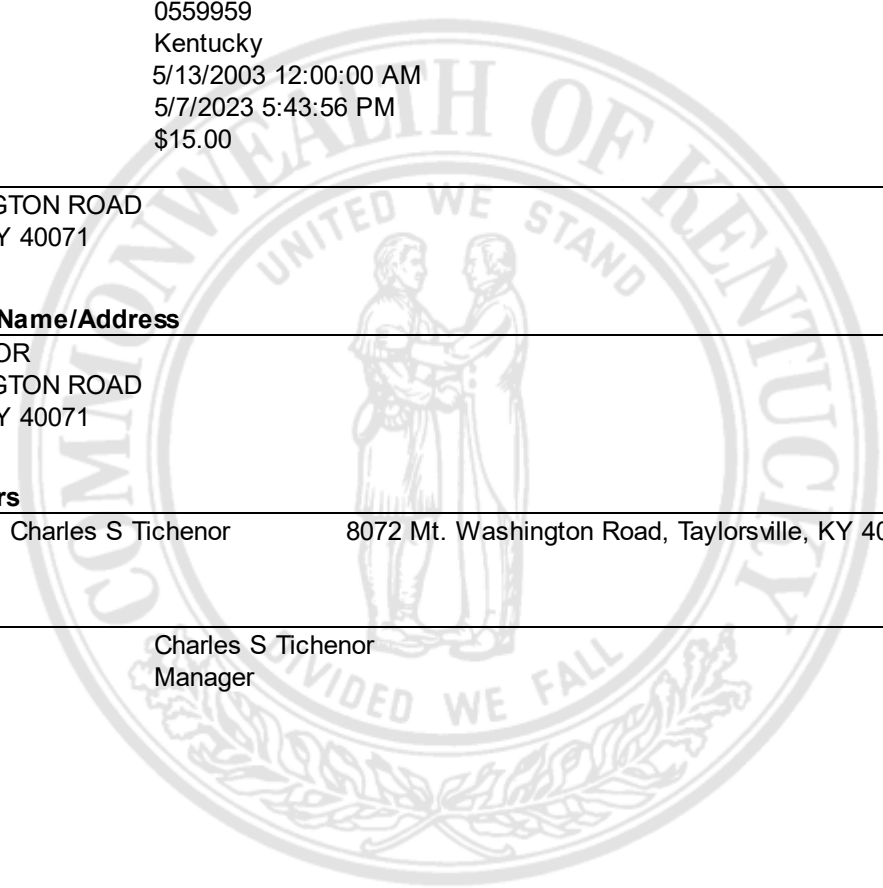 0559959
Kentucky
5/13/2003 12:00:00 AM
5/7/2023 5:43:56 PM
$15.00
GTON ROAD
Y 40071
Name/Address
OR
GTON ROAD
Y 40071
rs
Charles S Tichenor 8072 Mt. Washington Road, Taylorsville, KY 40
Charles S Tichenor
Manager
COMMONWEALTH OF KENTUCKY
UNITED WE STAND
DIVIDED WE FALL